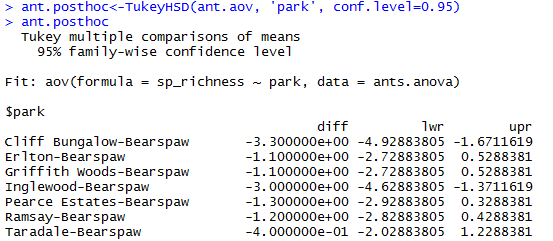 > ant.posthoc<-TukeyHSD(ant.aov, 'park', conf.level=0.95)
> ant.posthoc
  Tukey multiple comparisons of means
    95% family-wise confidence level

Fit: aov(formula = sp_richness ~ park, data = ants.anova)

$park
                                 diff         lwr        upr
Cliff Bungalow-Bearspaw -3.300000e+00 -4.92883805 -1.6711619
Erlton-Bearspaw -1.100000e+00 -2.72883805 0.5288381
Griffith Woods-Bearspaw -1.100000e+00 -2.72883805 0.5288381
Inglewood-Bearspaw -3.000000e+00 -4.62883805 -1.3711619
Pearce Estates-Bearspaw -1.300000e+00 -2.92883805 0.3288381
Ramsay-Bearspaw -1.200000e+00 -2.82883805 0.4288381
Taradale-Bearspaw -4.000000e-01 -2.02883805 1.2288381